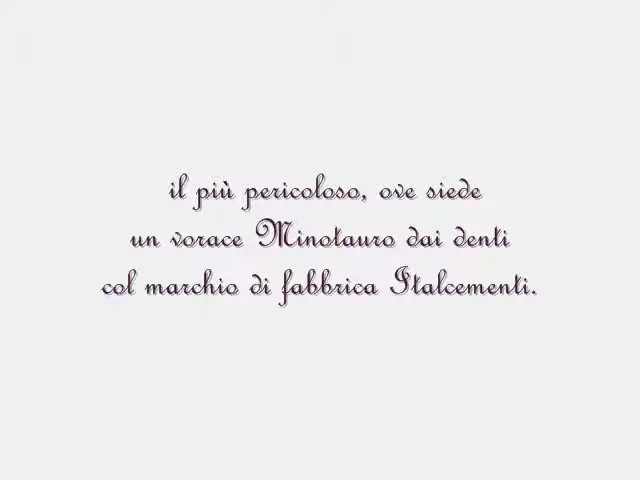 il più pericoloso, ove siede
un vorace Minotauro dai denti
col marchio di fabbrica Italcementi.